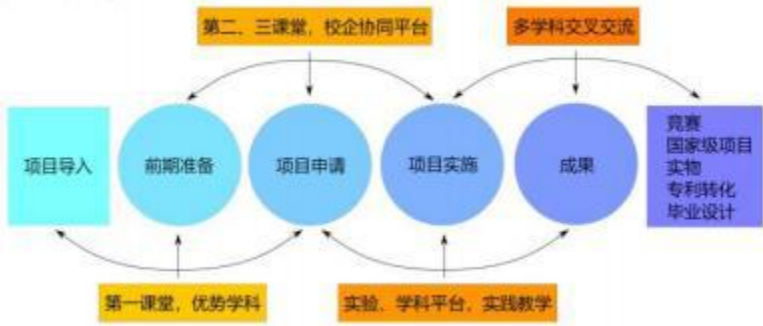 第二、三课堂，校企协同平台
多学科交叉交流
项目导入
前期准备
项目申请
项目实施
成果
竞赛
国家级项目
实物
专利转化
毕业设计
第一课堂，优势学科
实验、学科平台，实践教学